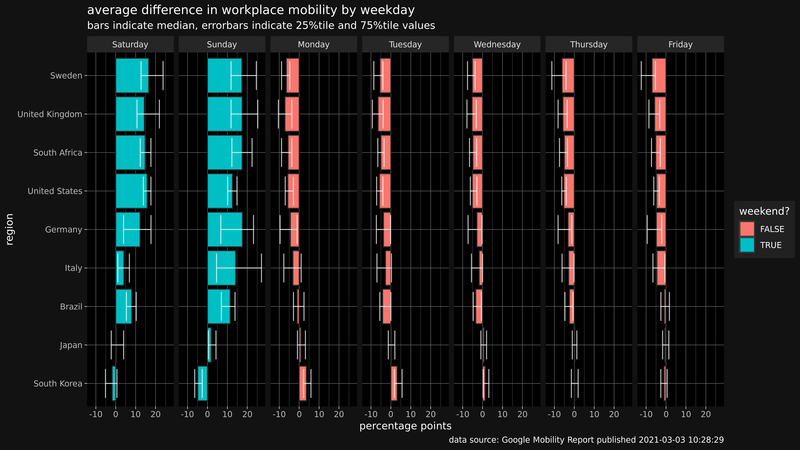 average difference in workplace mobility by weekday
bars indicate median, errorbars indicate 25%tile and 75%tile values
Saturday Sunday Monday Tuesday Wednesday Thursday Friday
Sweden
United Kingdom
South Africa
United States
Germany
Italy
Brazil
Japan
South Korea
region
weekend?
FALSE
TRUE
-10 0 10 20 -10 0 10 20 -10 0 10 20 -10 0 10 20 -10 0 10 20 -10 0 10 20 -10 0 10 20
percentage points
data source: Google Mobility Report published 2021-03-03 10:28:29